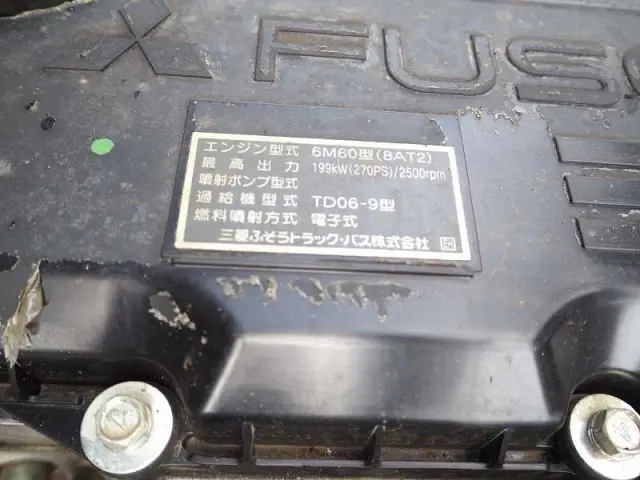 FUSO
エンジン型式 6M60型(8AT2)
最高出力 199kW(270PS)/2500rpm
噴射ポンプ型式
過給機型式 TD06-9型
燃料噴射方式 電子式
三菱ふそうトラック・バス株式会社